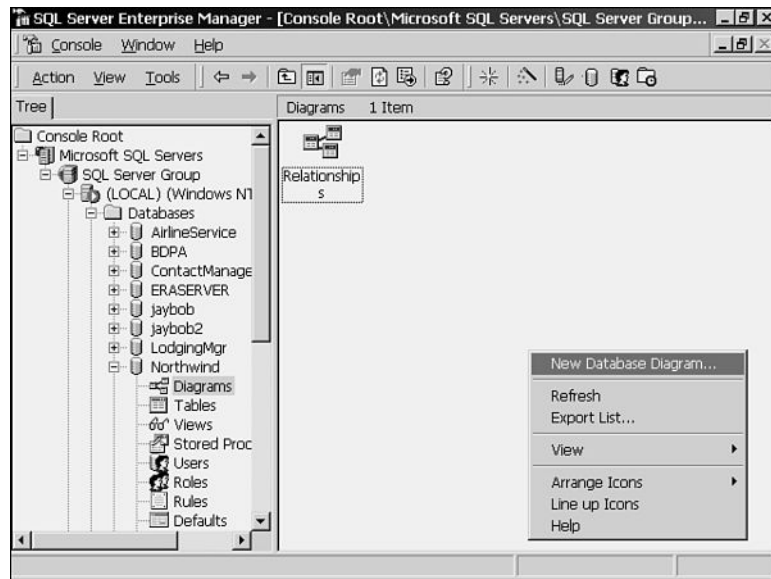 SQL Server Enterprise Manager - [Console Root\Microsoft SQL Servers\SQL Server Group...
Console Window Help
Action View Tools
Tree
Diagrams 1 Item
Console Root
Microsoft SQL Servers
SQL Server Group
(LOCAL) (Windows NT
Databases
AirlineService
BDPA
ContactManage
ERASERVER
jaybob
jaybob2
LodgingMgr
Northwind
Diagrams
Tables
Views
Stored Proc
Users
Roles
Rules
Defaults
Relationship
s
New Database Diagram...
Refresh
Export List...
View
Arrange Icons
Line up Icons
Help